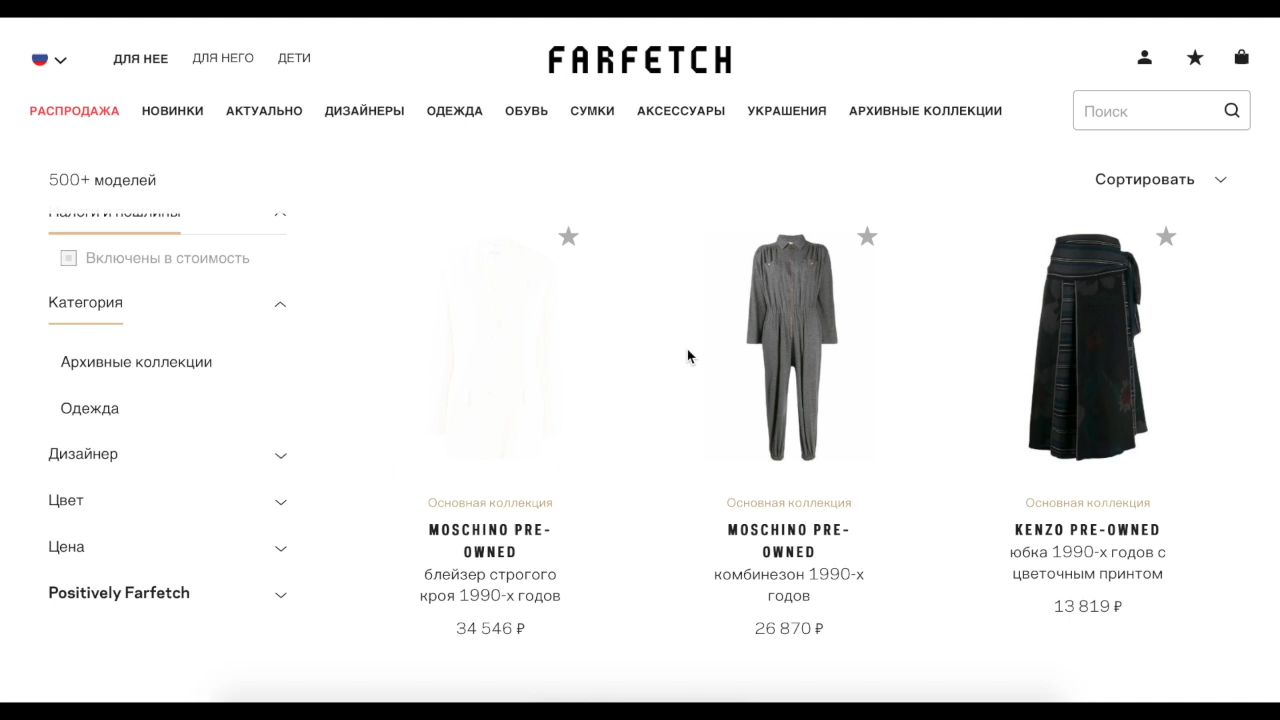 ДЛЯ НЕЕ ДЛЯ НЕГО ДЕТИ
FARFETCH
РАСПРОДАЖА НОВИНКИ АКТУАЛЬНО ДИЗАЙНЕРЫ ОДЕЖДА ОБУВЬ СУМКИ АКСЕССУАРЫ УКРАШЕНИЯ АРХИВНЫЕ КОЛЛЕКЦИИ
Поиск
500+ моделей
Сортировать
Налоги и пошлины
Включены в стоимость
Категория
Архивные коллекции
Одежда
Дизайнер
Цвет
Цена
Positively Farfetch
Основная коллекция
MOSCHINO PRE-
OWNED
блейзер строгого
кроя 1990-х годов
34 546 ₽
Основная коллекция
MOSCHINO PRE-
OWNED
комбинезон 1990-х
годов
26 870 ₽
Основная коллекция
KENZO PRE-OWNED
юбка 1990-х годов с
цветочным принтом
13 819 ₽